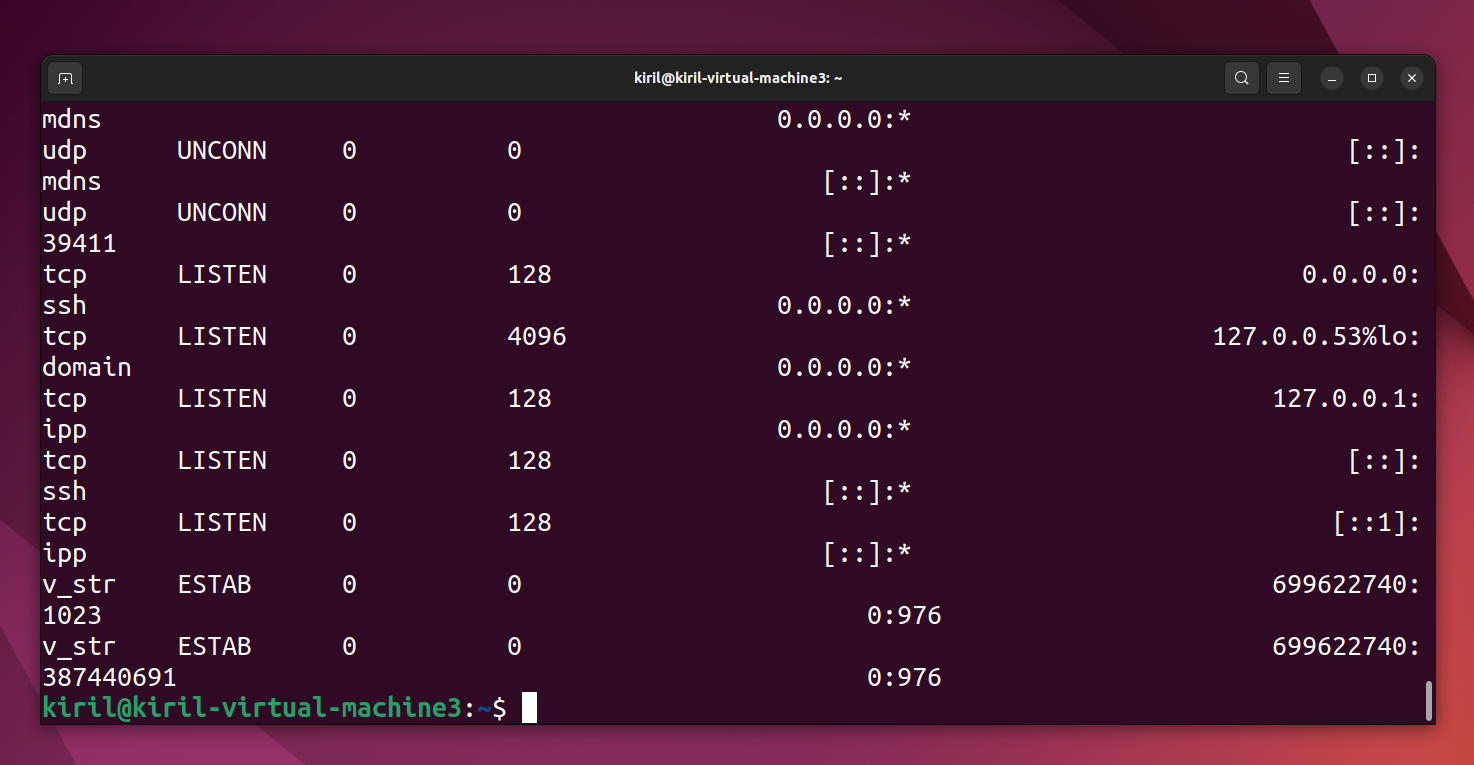 kiril@kiril-virtual-machine3: ~
mdns 0.0.0.0:*
udp UNCONN 0 0 [::]:
mdns [::]:*
udp UNCONN 0 0 [::]:
39411 [::]:*
tcp LISTEN 0 128 0.0.0.0:
ssh 0.0.0.0:*
tcp LISTEN 0 4096 127.0.0.53%lo:
domain 0.0.0.0:*
tcp LISTEN 0 128 127.0.0.1:
ipp 0.0.0.0:*
tcp LISTEN 0 128 [::]:
ssh [::]:*
tcp LISTEN 0 128 [::1]:
ipp [::]:*
v_str ESTAB 0 0 699622740:
1023 0:976
v_str ESTAB 0 0 699622740:
387440691 0:976
kiril@kiril-virtual-machine3:~$